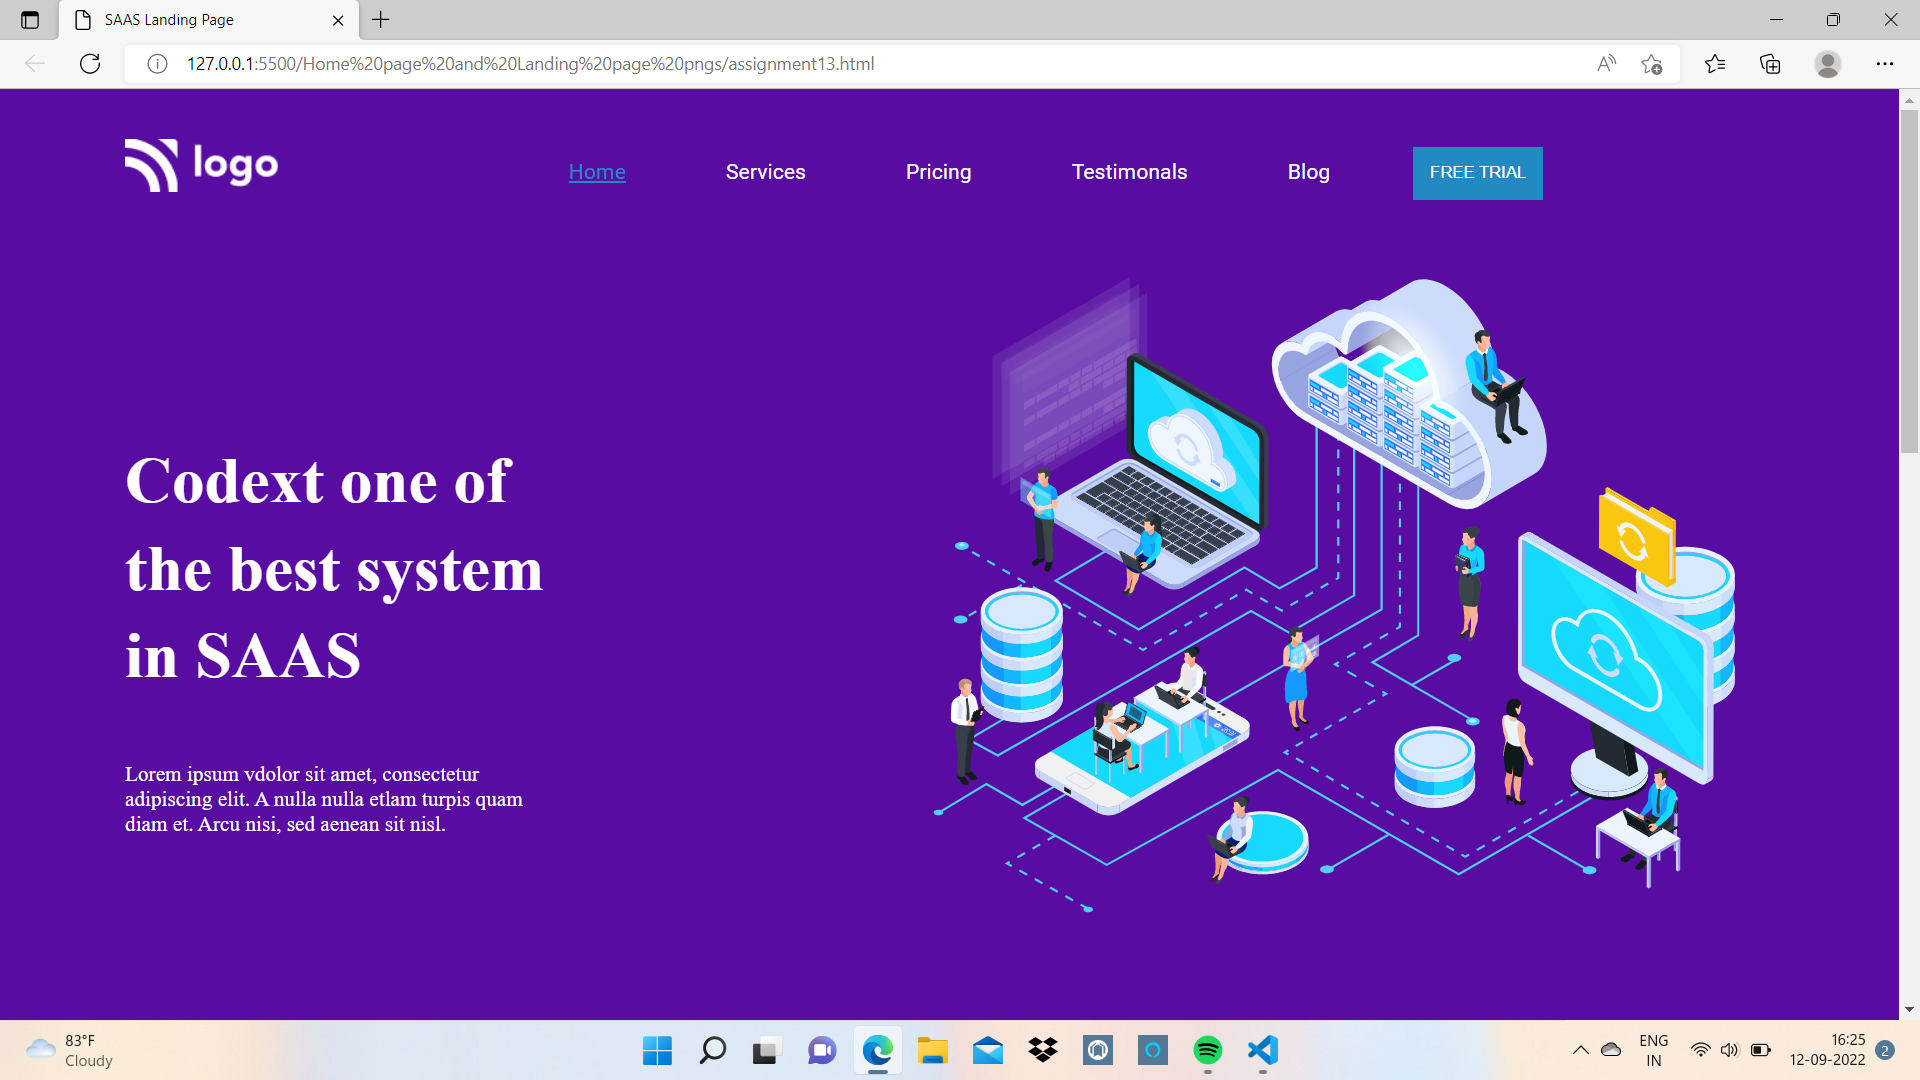 SAAS Landing Page
127.0.0.1:5500/Home%20page%20and%20Landing%20page%20pngs/assignment13.html
logo
Home
Services
Pricing
Testimonals
Blog
FREE TRIAL
Codext one of
the best system
in SAAS
Lorem ipsum vdolor sit amet, consectetur
adipiscing elit. A nulla nulla etlam turpis quam
diam et. Arcu nisi, sed aenean sit nisl.
83°F
Cloudy
ENG
IN
16:25
12-09-2022
2